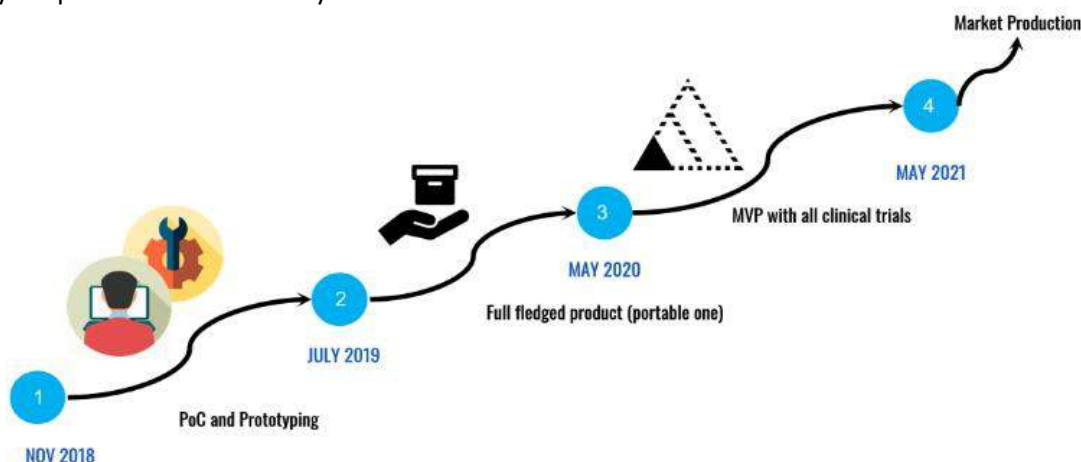 Market Production
4
MAY 2021
3
MVP with all clinical trials
MAY 2020
2
Full fledged product (portable one)
JULY 2019
1
PoC and Prototyping
NOV 2018